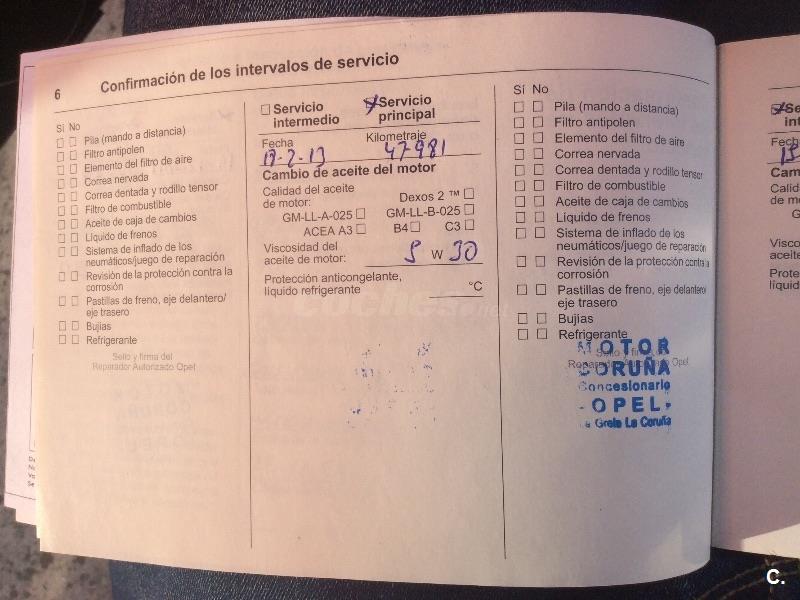 6 Confirmación de los intervalos de servicio
Sí No
Pila (mando a distancia)
Filtro antipolen
Elemento del filtro de aire
Correa nervada
Correa dentada y rodillo tensor
Filtro de combustible
Aceite de caja de cambios
Líquido de frenos
Sistema de inflado de los
neumáticos/juego de reparación
Revisión de la protección contra la
corrosión
Pastillas de freno, eje delantero/
eje trasero
Bujías
Refrigerante
Sello y firma del
Reparador Autorizado Opel
Servicio
intermedio
Servicio
principal
Fecha
Kilometraje
47981
Cambio de aceite del motor
Calidad del aceite
de motor:
Dexos 2 ™
GM-LL-A-025
GM-LL-B-025
ACEA A3
B4
C3
Viscosidad del
aceite de motor:
5 W 30
Protección anticongelante,
líquido refrigerante
°C
Sí No
Pila (mando a distancia)
Filtro antipolen
Elemento del filtro de aire
Correa nervada
Correa dentada y rodillo tensor
Filtro de combustible
Aceite de caja de cambios
Líquido de frenos
Sistema de inflado de los
neumáticos/juego de reparación
Revisión de la protección contra la
corrosión
Pastillas de freno, eje delantero/
eje trasero
Bujías
Refrigerante
Sello y firma del
Reparador Autorizado Opel
MOTOR
CORUÑA
Concesionario
- OPEL -
La Grela La Coruña
C.